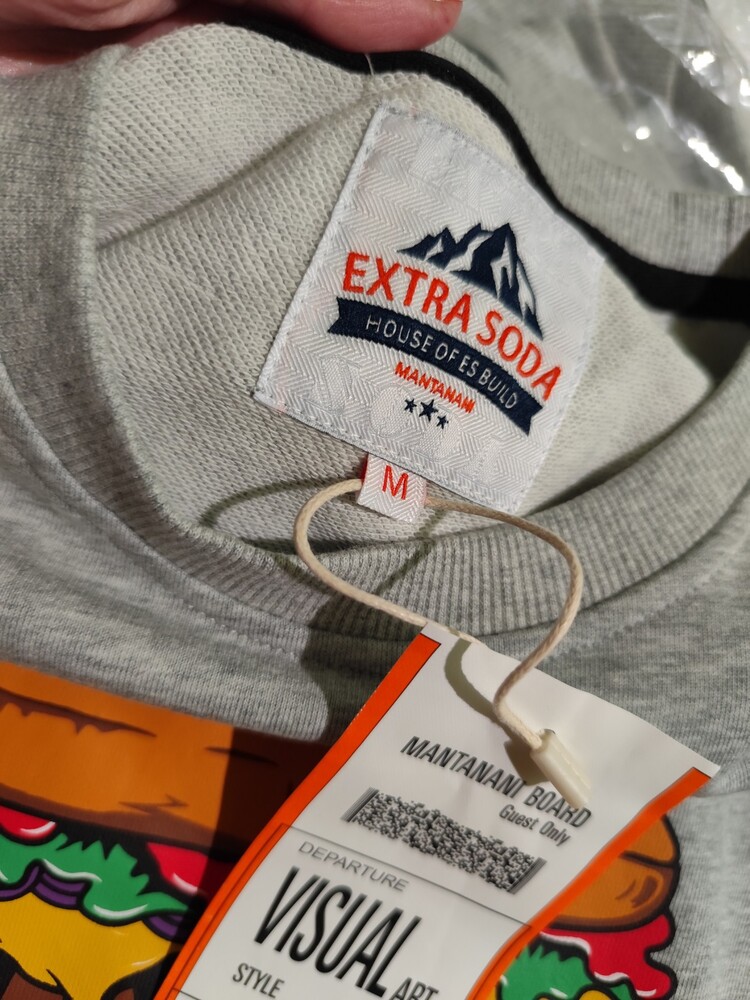 EXTRA SODA
HOUSE OF ES BUILD
MANTANANI
M
MANTANANI BOARD
Guest Only
DEPARTURE
VISUAL ART
STYLE